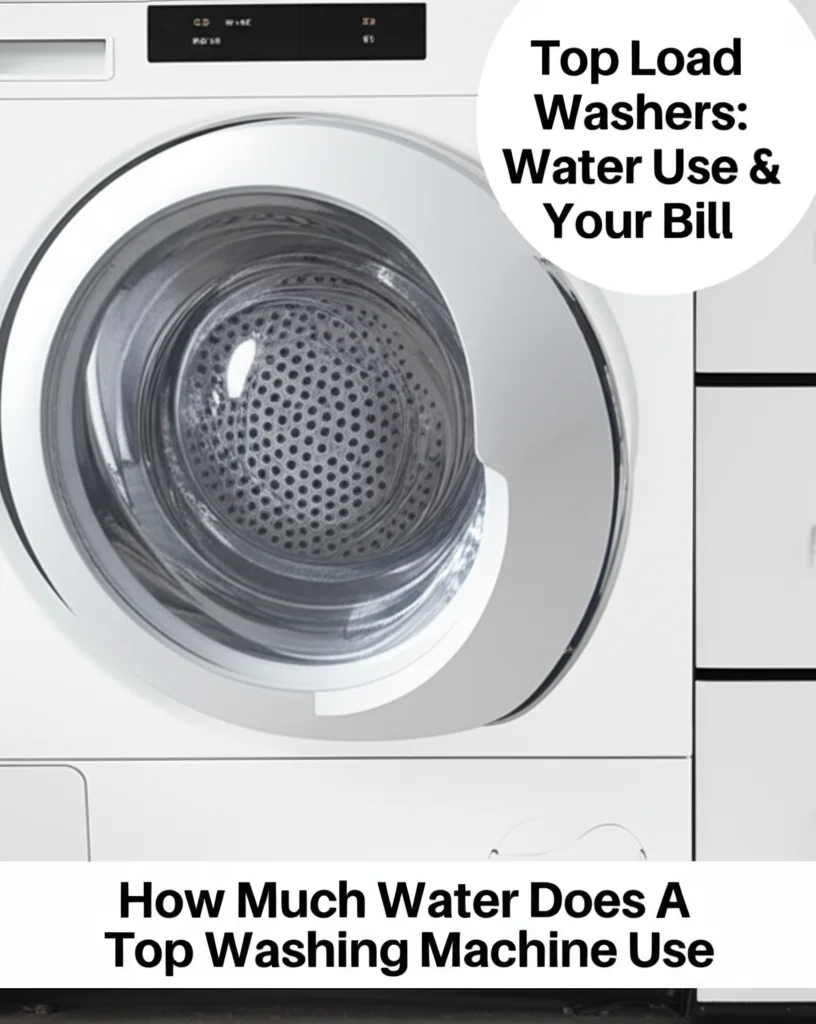 Top Load
Washers:
Water Use &
Your Bill
How Much Water Does A
Top Washing Machine Use